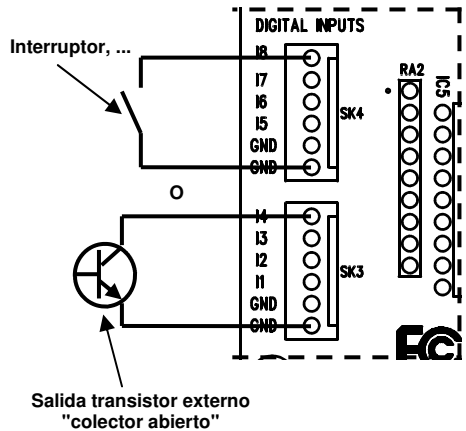 DIGITAL INPUTS
Interruptor, ...
I8
I7
I6
I5
GND
GND
SK4
RA2
IC5
O
I4
I3
I2
I1
GND
GND
SK3
FC
Salida transistor externo
"colector abierto"